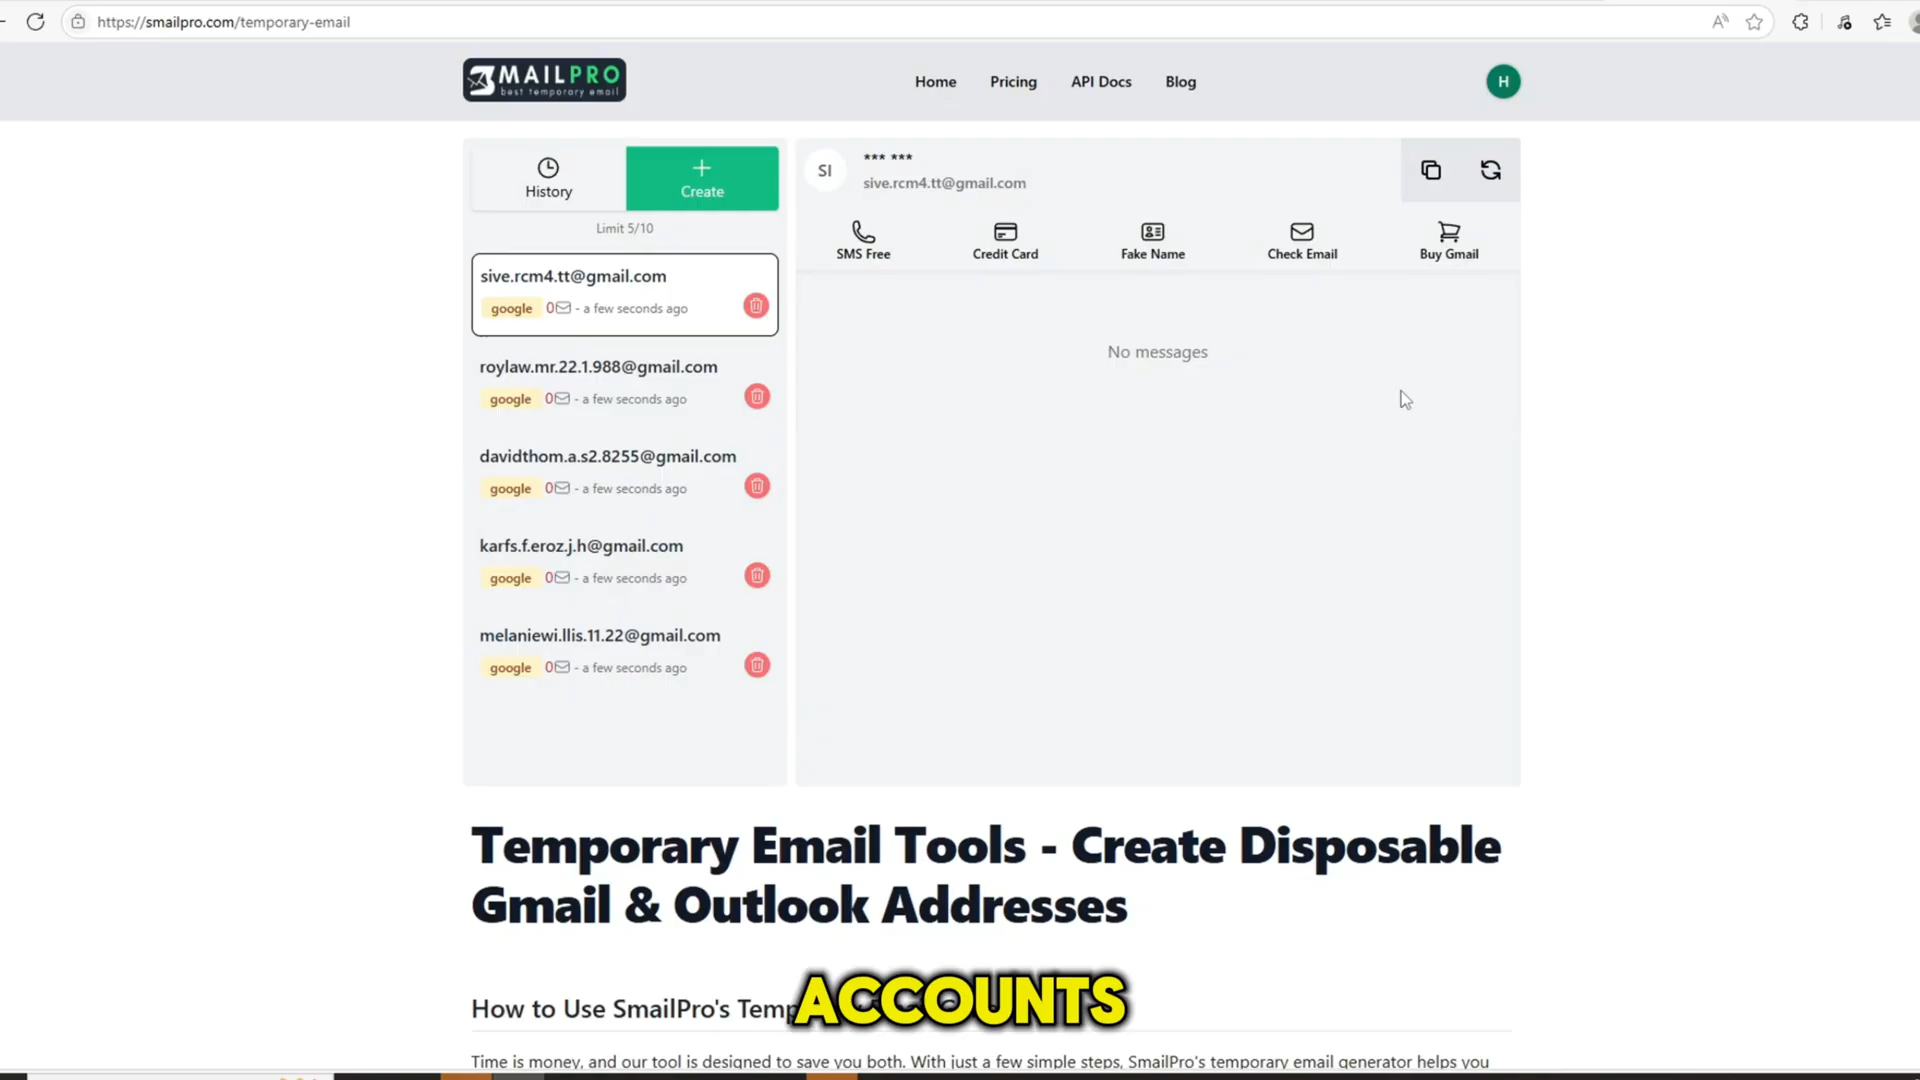 https://smailpro.com/temporary-email
SMAILPRO
best temporary email
Home
Pricing
API Docs
Blog
H
History
Create
Limit 5/10
sive.rcm4.tt@gmail.com
google 0 - a few seconds ago
roylaw.mr.22.1.988@gmail.com
google 0 - a few seconds ago
davidthom.a.s2.8255@gmail.com
google 0 - a few seconds ago
karfs.f.eroz.j.h@gmail.com
google 0 - a few seconds ago
melaniewi.llis.11.22@gmail.com
google 0 - a few seconds ago
SI
*** ***
sive.rcm4.tt@gmail.com
SMS Free
Credit Card
Fake Name
Check Email
Buy Gmail
No messages
Temporary Email Tools - Create Disposable
Gmail & Outlook Addresses
How to Use SmailPro's Temp
ACCOUNTS
Time is money, and our tool is designed to save you both. With just a few simple steps, SmailPro's temporary email generator helps you